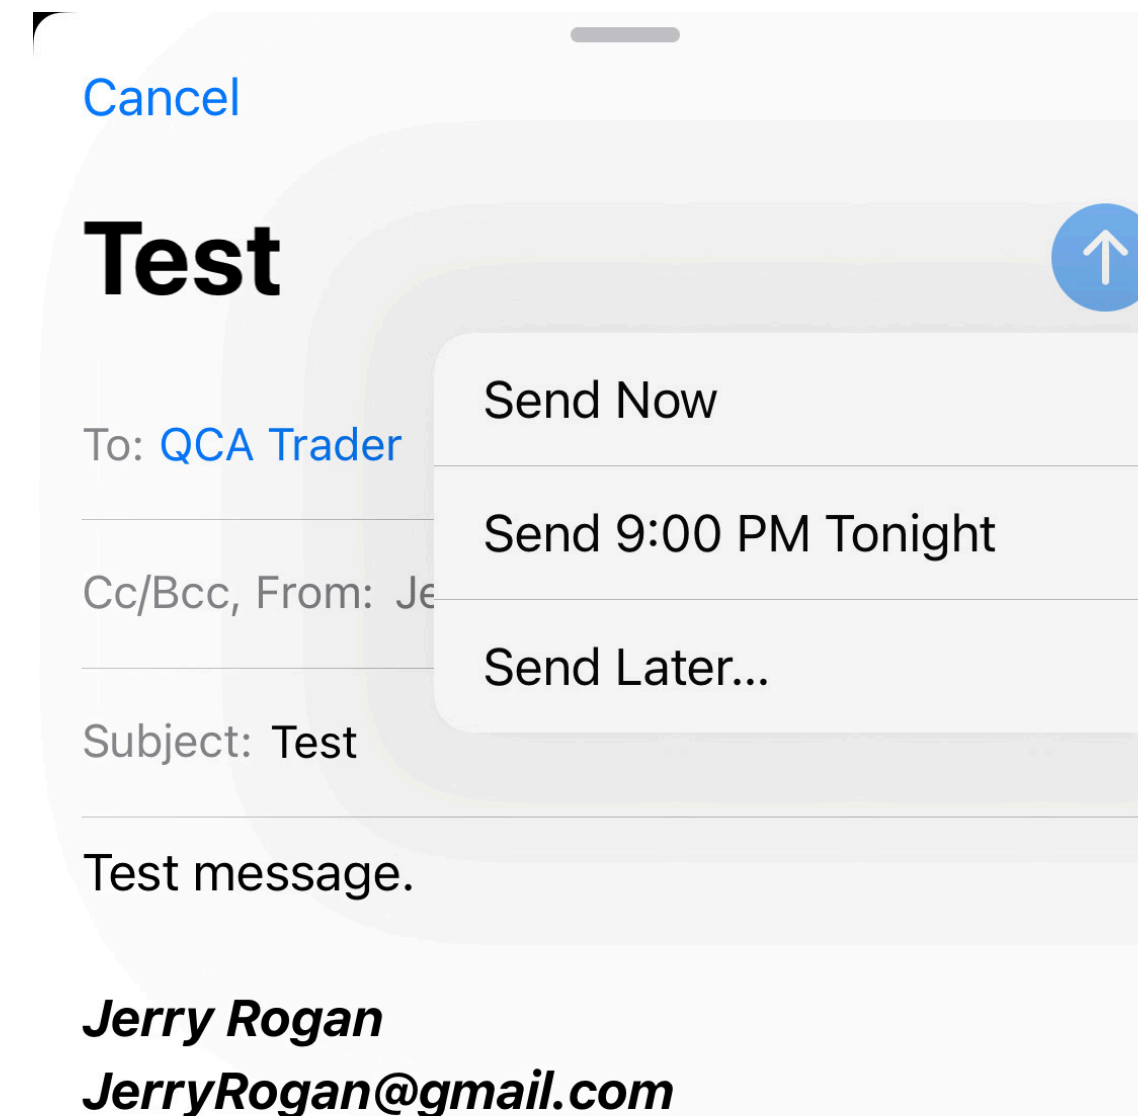 Cancel
Test
Send Now
To: QCA Trader
Send 9:00 PM Tonight
Cc/Bcc, From: Je
Send Later...
Subject: Test
Test message.
Jerry Rogan
JerryRogan@gmail.com